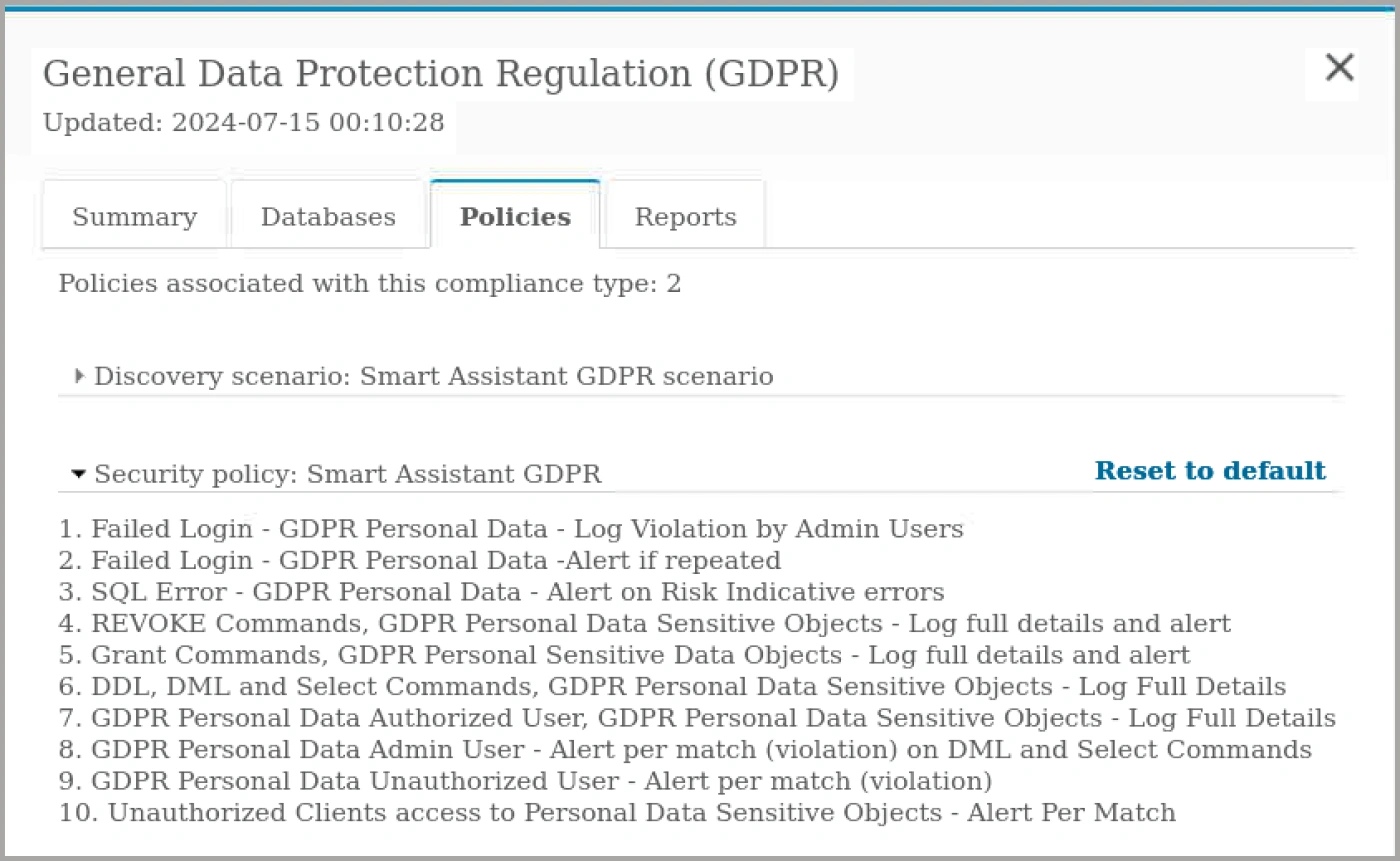 General Data Protection Regulation (GDPR)
Updated: 2024-07-15 00:10:28
Summary Databases Policies Reports
Policies associated with this compliance type: 2
Discovery scenario: Smart Assistant GDPR scenario
Security policy: Smart Assistant GDPR Reset to default
1. Failed Login - GDPR Personal Data - Log Violation by Admin Users
2. Failed Login - GDPR Personal Data -Alert if repeated
3. SQL Error - GDPR Personal Data - Alert on Risk Indicative errors
4. REVOKE Commands, GDPR Personal Data Sensitive Objects - Log full details and alert
5. Grant Commands, GDPR Personal Sensitive Data Objects - Log full details and alert
6. DDL, DML and Select Commands, GDPR Personal Data Sensitive Objects - Log Full Details
7. GDPR Personal Data Authorized User, GDPR Personal Data Sensitive Objects - Log Full Details
8. GDPR Personal Data Admin User - Alert per match (violation) on DML and Select Commands
9. GDPR Personal Data Unauthorized User - Alert per match (violation)
10. Unauthorized Clients access to Personal Data Sensitive Objects - Alert Per Match